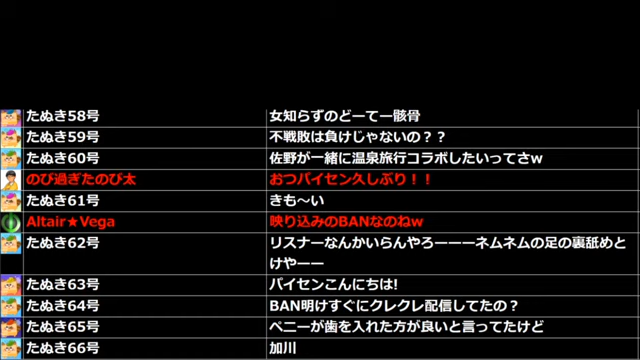 たぬき58号 女知らずのどーてー骸骨
たぬき59号 不戦敗は負けじゃないの？？
たぬき60号 佐野が一緒に温泉旅行コラボしたいってさw
のび過ぎたのび太 おつパイセン久しぶり！！
たぬき61号 きも～い
Altair★Vega 映り込みのBANなのねw
たぬき62号 リスナーなんかいらんやろーーーネムネムの足の裏舐めと
けやーー
たぬき63号 パイセンこんにちは!
たぬき64号 BAN明けすぐにクレクレ配信してたの？
たぬき65号 ペニーが歯を入れた方が良いと言ってたけど
たぬき66号 加川